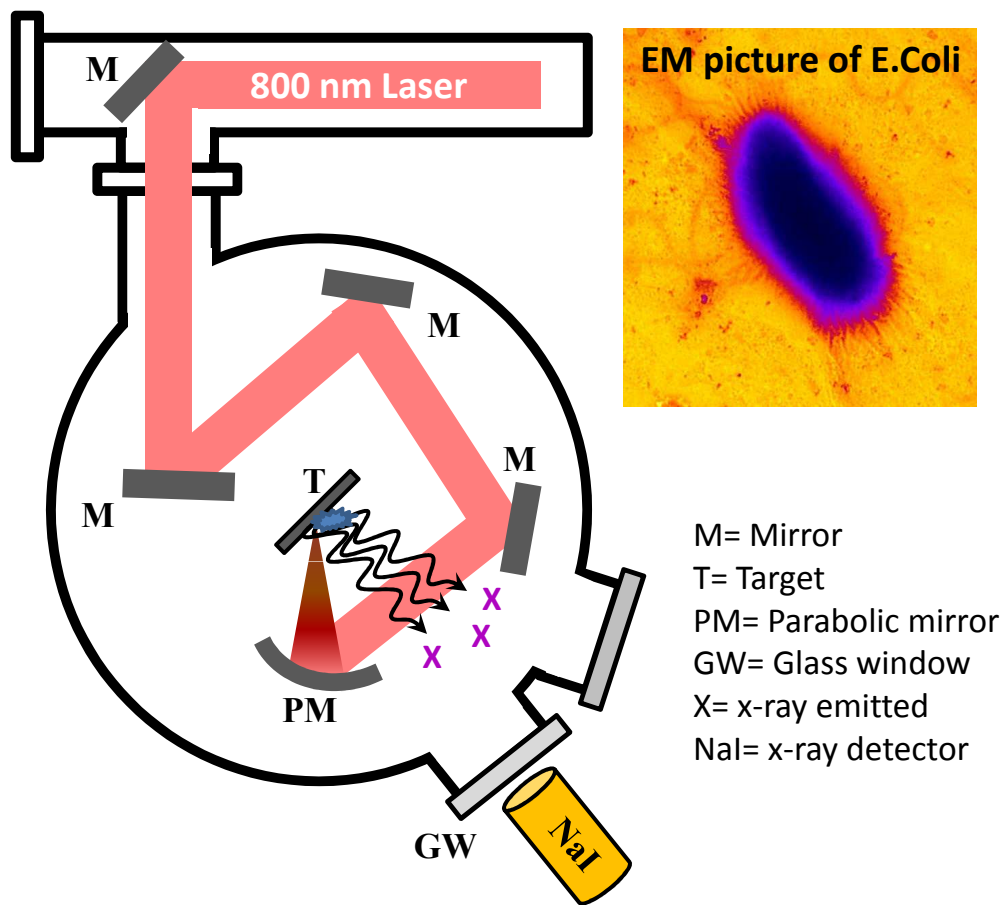 M
800 nm Laser
EM picture of E.Coli
M
M
T
M
X
X
X
PM
GW
NaI
M= Mirror
T= Target
PM= Parabolic mirror
GW= Glass window
X= x-ray emitted
NaI= x-ray detector